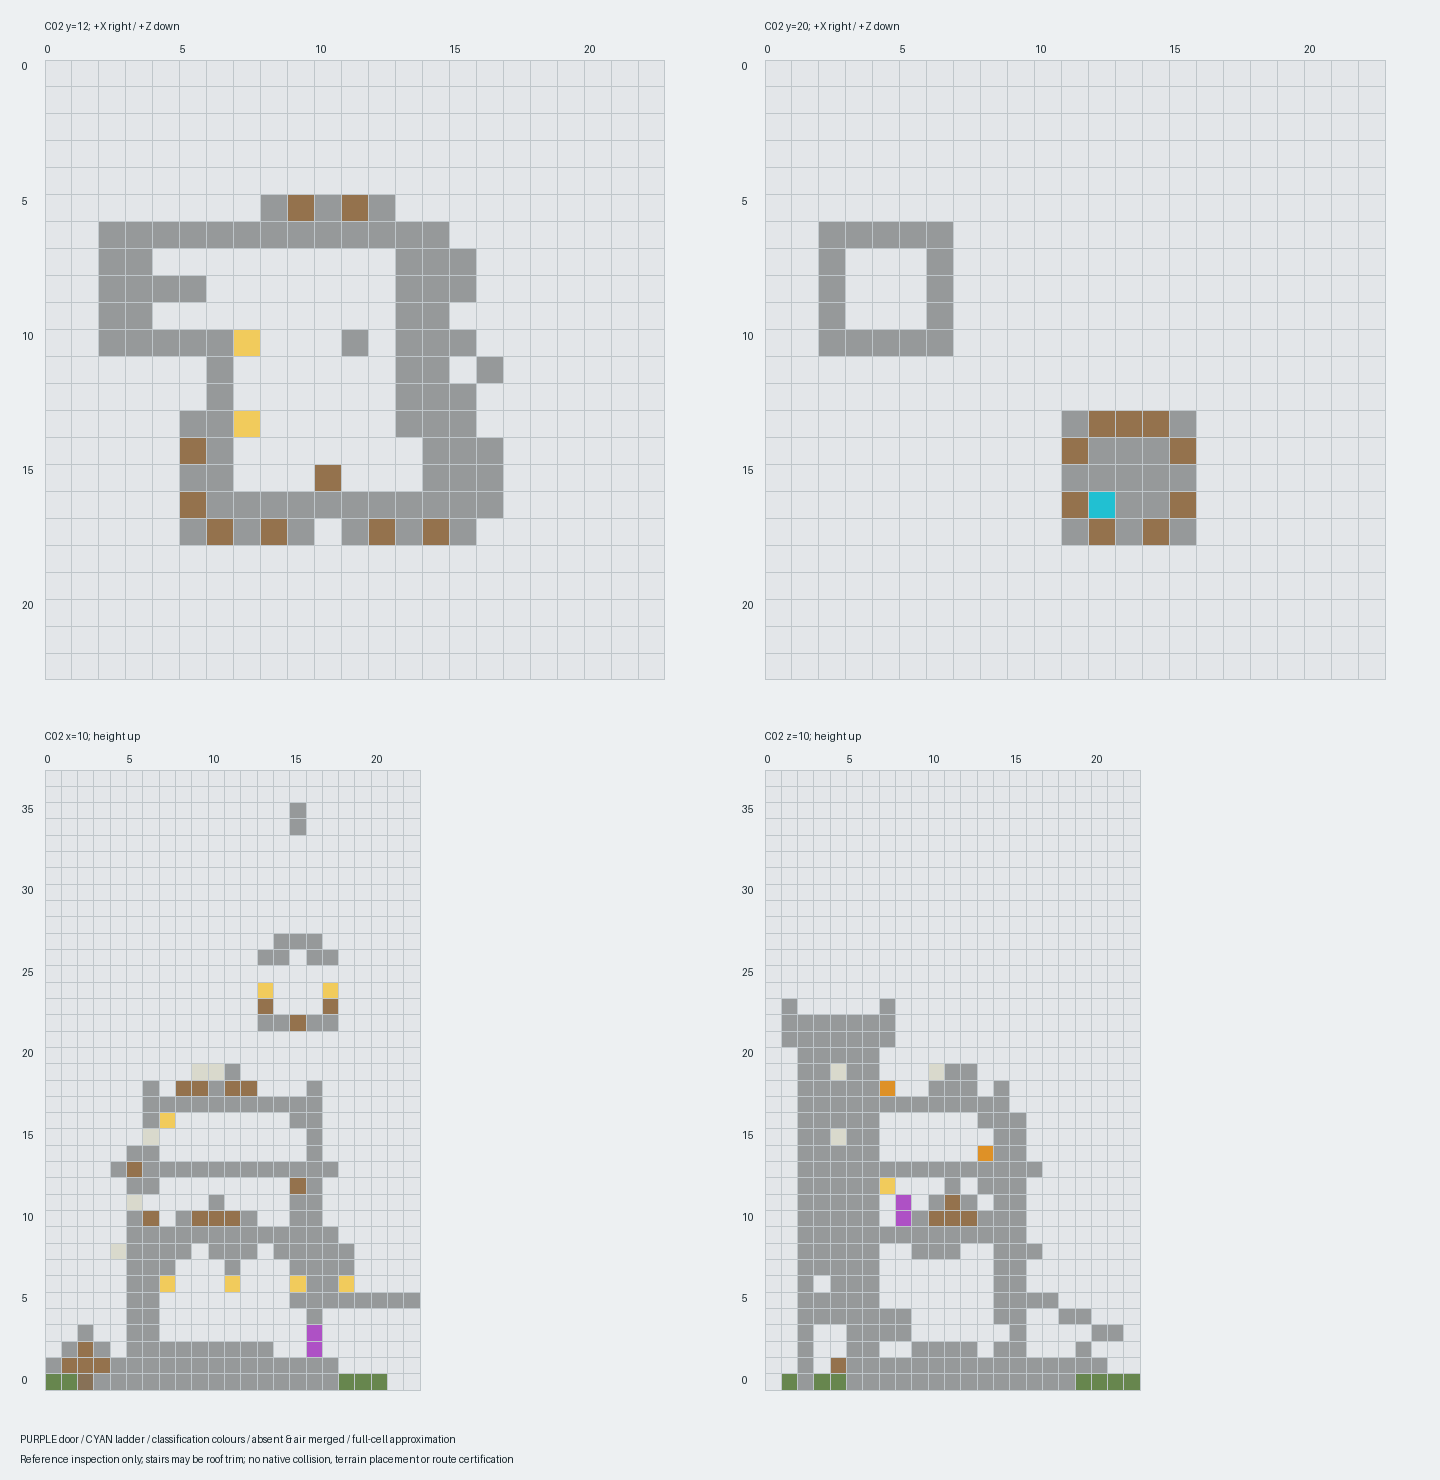 C02 y=12; +X right / +Z down
C02 y=20; +X right / +Z down
0 5 10 15 20
0 5 10 15 20
0
5
10
15
20
0
5
10
15
20
C02 x=10; height up
C02 z=10; height up
0 5 10 15 20
0 5 10 15 20
35
30
25
20
15
10
5
0
35
30
25
20
15
10
5
0
PURPLE door / CYAN ladder / classification colours / absent & air merged / full-cell approximation
Reference inspection only; stairs may be roof trim; no native collision, terrain placement or route certification